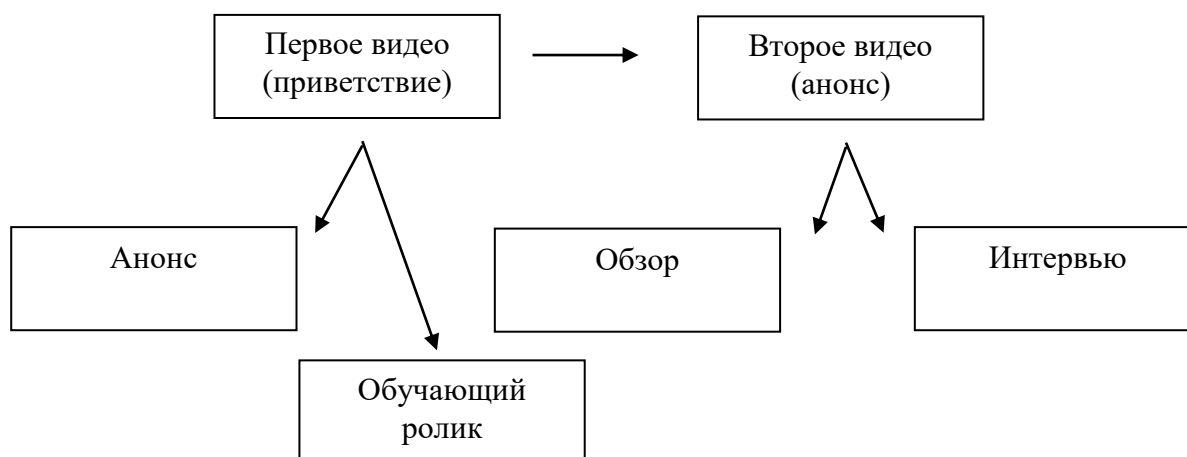 Первое видео
(приветствие)
Второе видео
(анонс)
Анонс
Обзор
Интервью
Обучающий
ролик